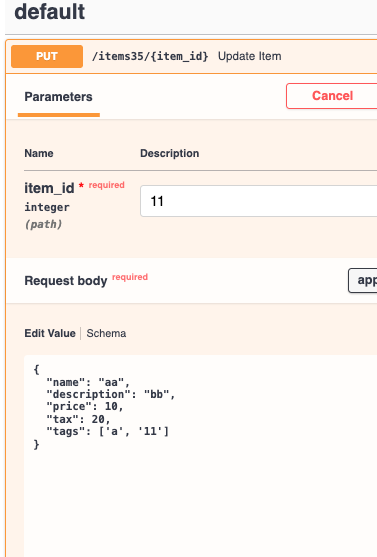 default
PUT /items35/{item_id} Update Item
Parameters Cancel
Name Description
item_id * required 11
integer
(path)
Request body required app
Edit Value Schema
{
"name": "aa",
"description": "bb",
"price": 10,
"tax": 20,
"tags": ['a', '11']
}